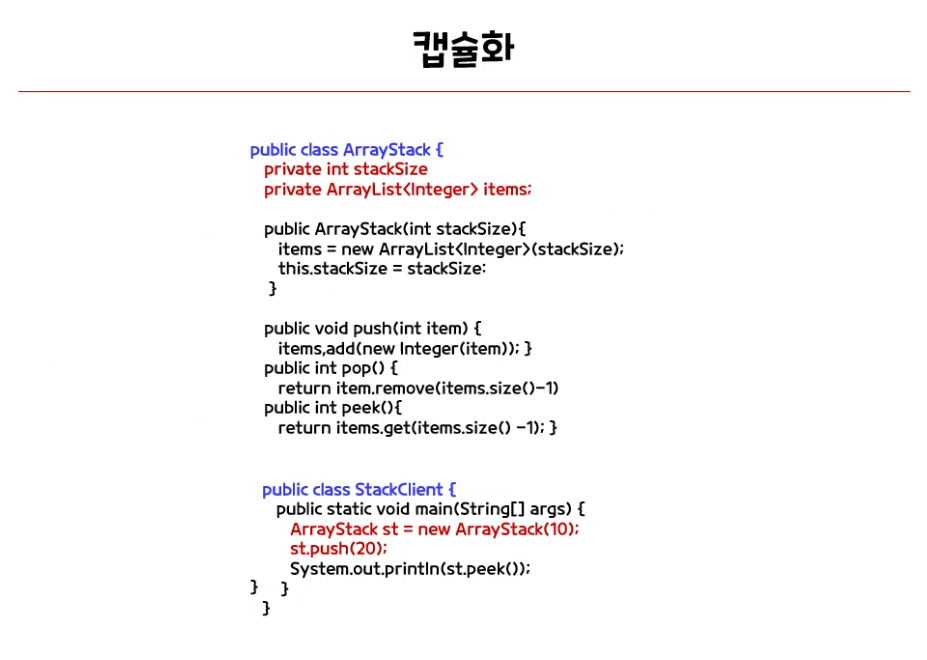 캡슐화
public class ArrayStack {
private int stackSize
private ArrayList<Integer> items;
public ArrayStack(int stackSize){
items = new ArrayList<Integer>(stackSize);
this.stackSize = stackSize:
}
public void push(int item) {
items,add(new Integer(item)); }
public int pop() {
return item.remove(items.size()-1)
public int peek(){
return items.get(items.size() -1); }
public class StackClient {
public static void main(String[] args) {
ArrayStack st = new ArrayStack(10);
st.push(20);
System.out.println(st.peek());
} }
}